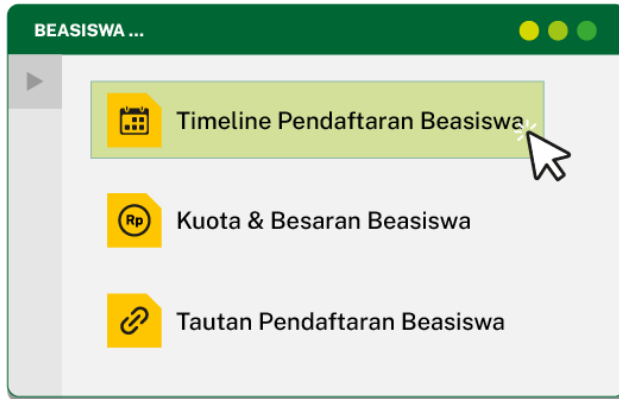 BEASISWA ...
Timeline Pendaftaran Beasiswa
Rp
Kuota & Besaran Beasiswa
Tautan Pendaftaran Beasiswa